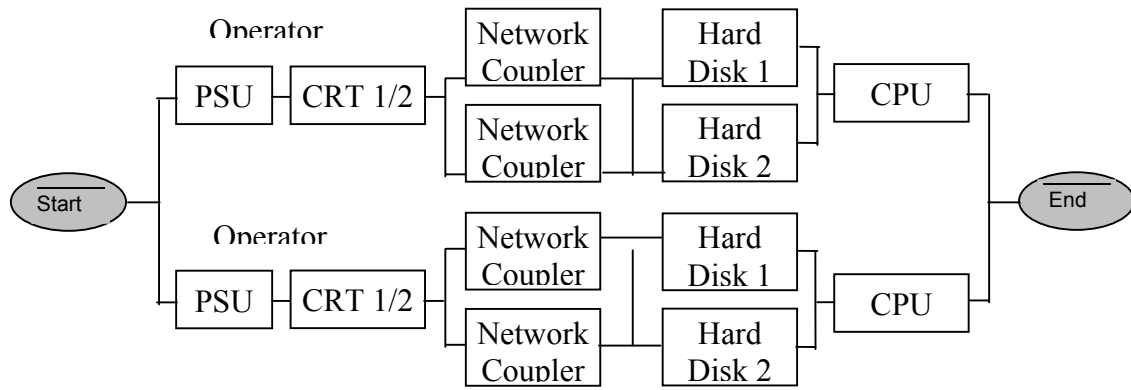 Operator
Network
Coupler
Hard
Disk 1
PSU
CRT 1/2
CPU
Network
Coupler
Hard
Disk 2
Start
End
Operator
Network
Coupler
Hard
Disk 1
PSU
CRT 1/2
CPU
Network
Coupler
Hard
Disk 2